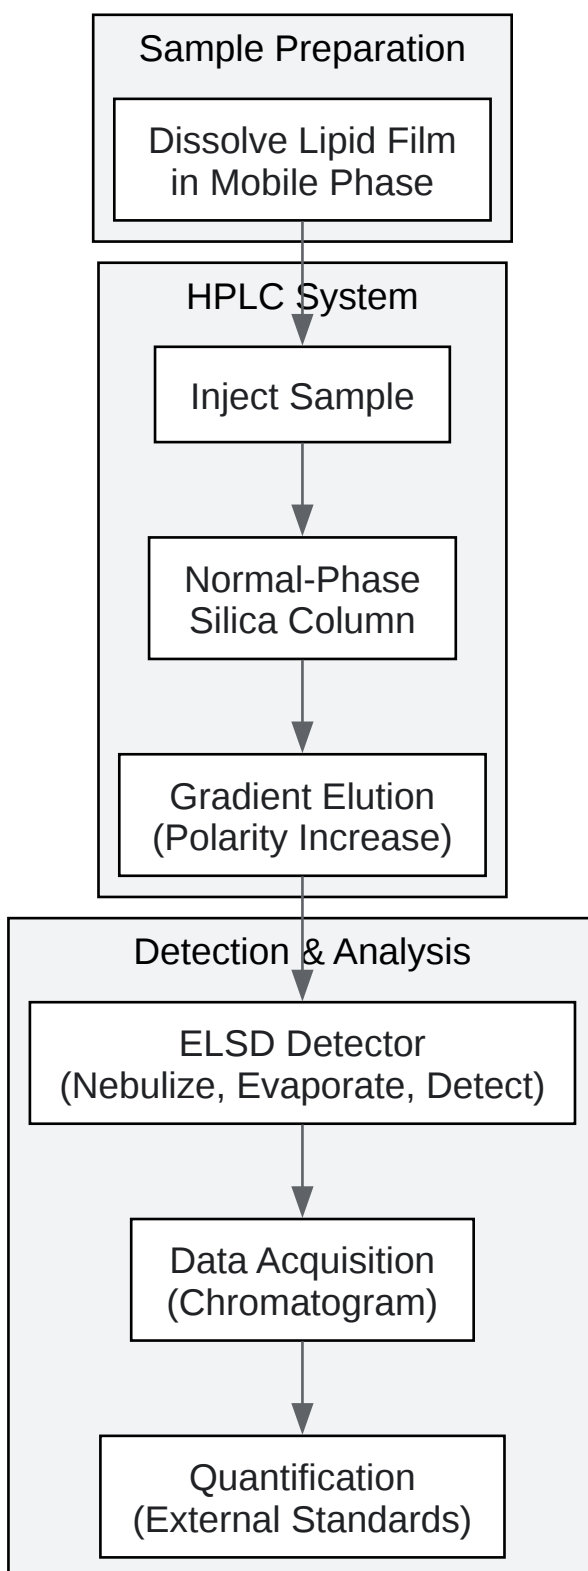 Sample Preparation
Dissolve Lipid Film
in Mobile Phase
HPLC System
Inject Sample
Normal-Phase
Silica Column
Gradient Elution
(Polarity Increase)
Detection & Analysis
ELSD Detector
(Nebulize, Evaporate, Detect)
Data Acquisition
(Chromatogram)
Quantification
(External Standards)